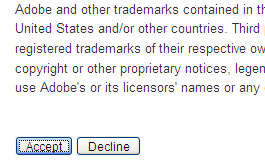 Adobe and other trademarks contained in th
United States and/or other countries. Third
registered trademarks of their respective ow
copyright or other proprietary notices, legen
use Adobe's or its licensors' names or any
Accept Decline